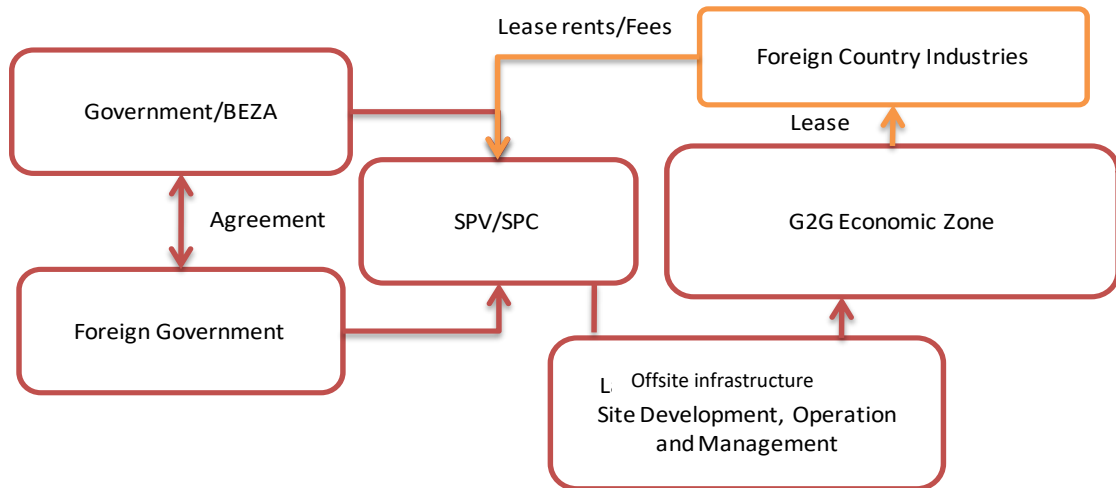 Lease rents/Fees
Foreign Country Industries
Government/BEZA
Lease
Agreement
SPV/SPC
G2G Economic Zone
Foreign Government
Offsite infrastructure
Site Development, Operation
and Management